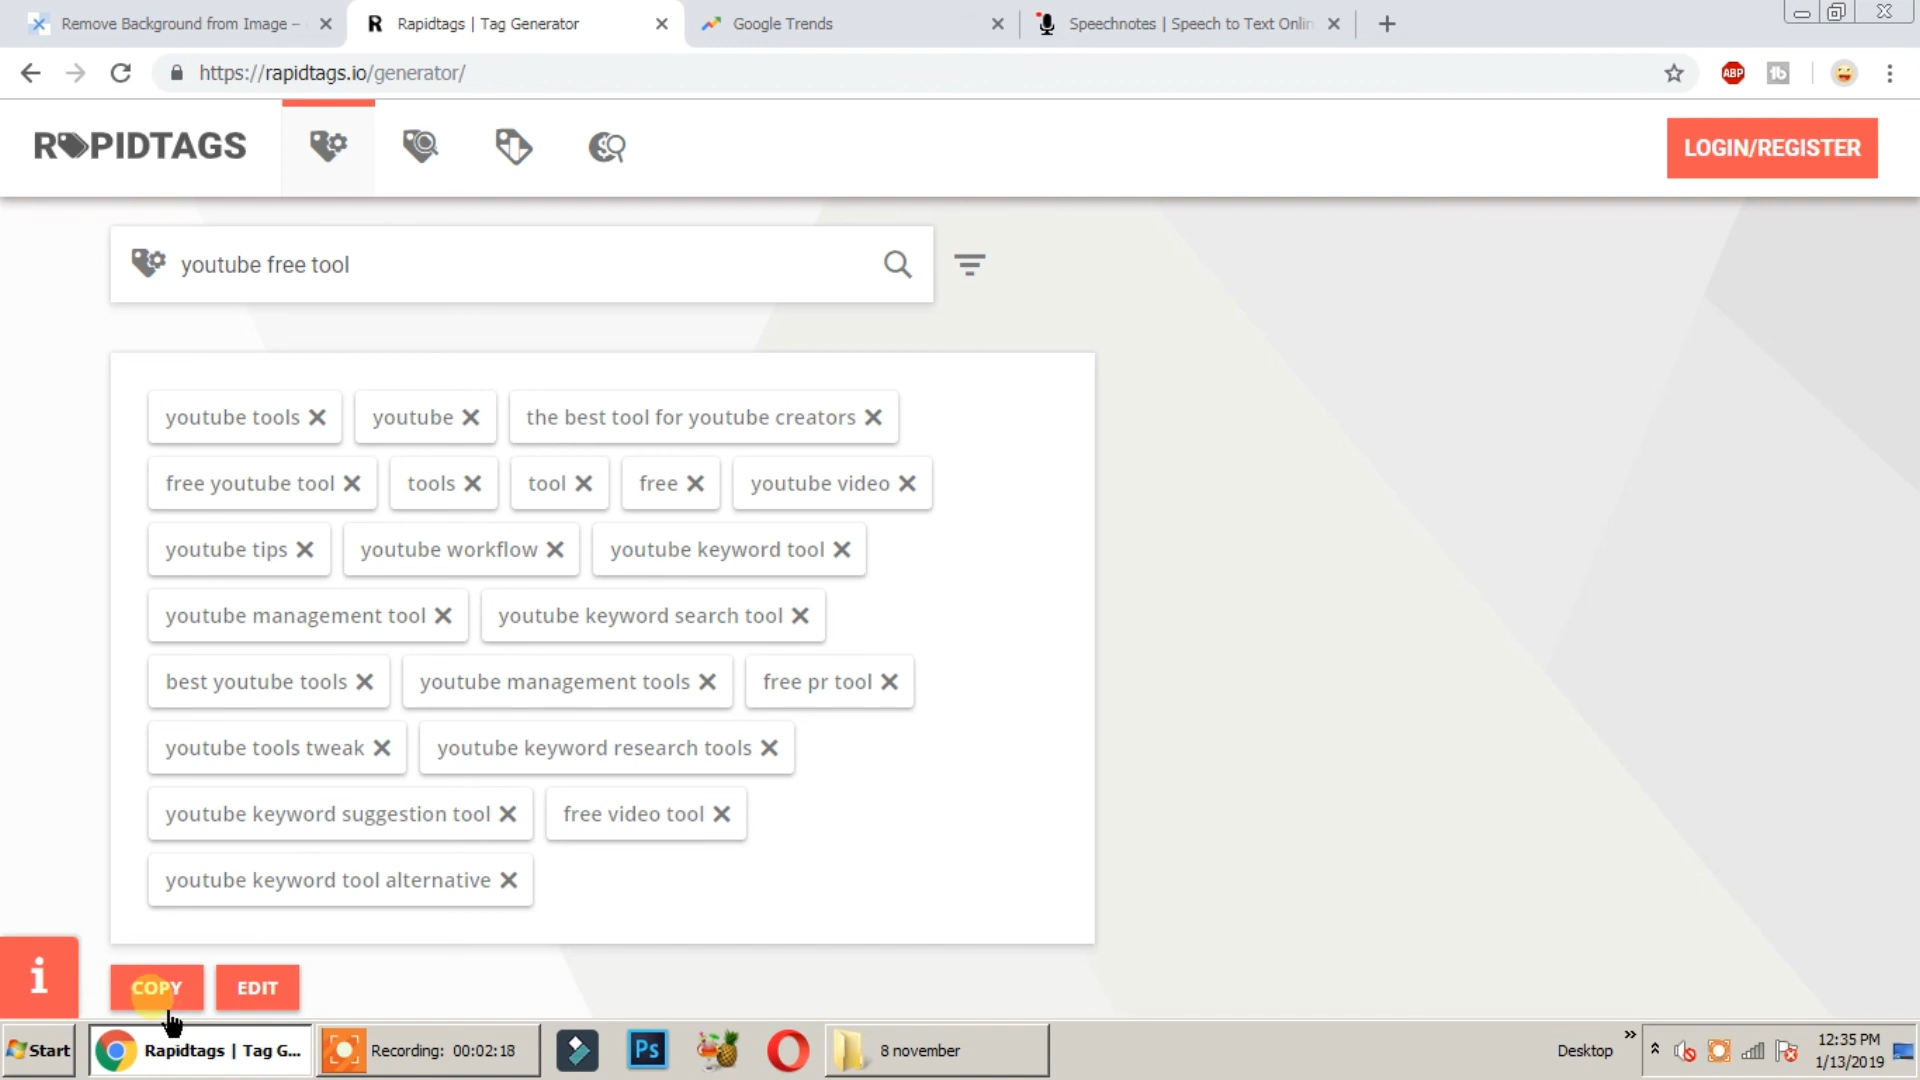 Remove Background from Image –
Rapidtags | Tag Generator
Google Trends
Speechnotes | Speech to Text Onlin
https://rapidtags.io/generator/
ABP
RAPIDTAGS
LOGIN/REGISTER
youtube free tool
youtube tools
youtube
the best tool for youtube creators
free youtube tool
tools
tool
free
youtube video
youtube tips
youtube workflow
youtube keyword tool
youtube management tool
youtube keyword search tool
best youtube tools
youtube management tools
free pr tool
youtube tools tweak
youtube keyword research tools
youtube keyword suggestion tool
free video tool
youtube keyword tool alternative
i
COPY
EDIT
Start
Rapidtags | Tag G...
Recording: 00:02:18
Ps
8 november
Desktop
12:35 PM
1/13/2019